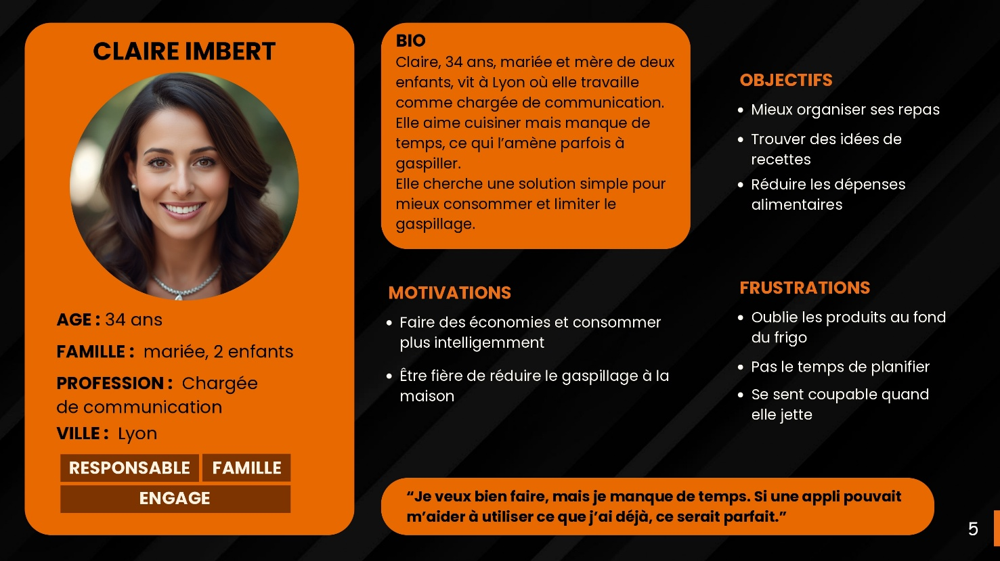 CLAIRE IMBERT
AGE : 34 ans
FAMILLE : mariée, 2 enfants
PROFESSION : Chargée
de communication
VILLE : Lyon
RESPONSABLE
FAMILLE
ENGAGE
BIO
Claire, 34 ans, mariée et mère de deux
enfants, vit à Lyon où elle travaille
comme chargée de communication.
Elle aime cuisiner mais manque de
temps, ce qui l’amène parfois à
gaspiller.
Elle cherche une solution simple pour
mieux consommer et limiter le
gaspillage.
MOTIVATIONS
• Faire des économies et consommer
plus intelligemment
• Être fière de réduire le gaspillage à la
maison
OBJECTIFS
• Mieux organiser ses repas
• Trouver des idées de
recettes
• Réduire les dépenses
alimentaires
FRUSTRATIONS
• Oublie les produits au fond
du frigo
• Pas le temps de planifier
• Se sent coupable quand
elle jette
“Je veux bien faire, mais je manque de temps. Si une appli pouvait
m’aider à utiliser ce que j’ai déjà, ce serait parfait.”
5